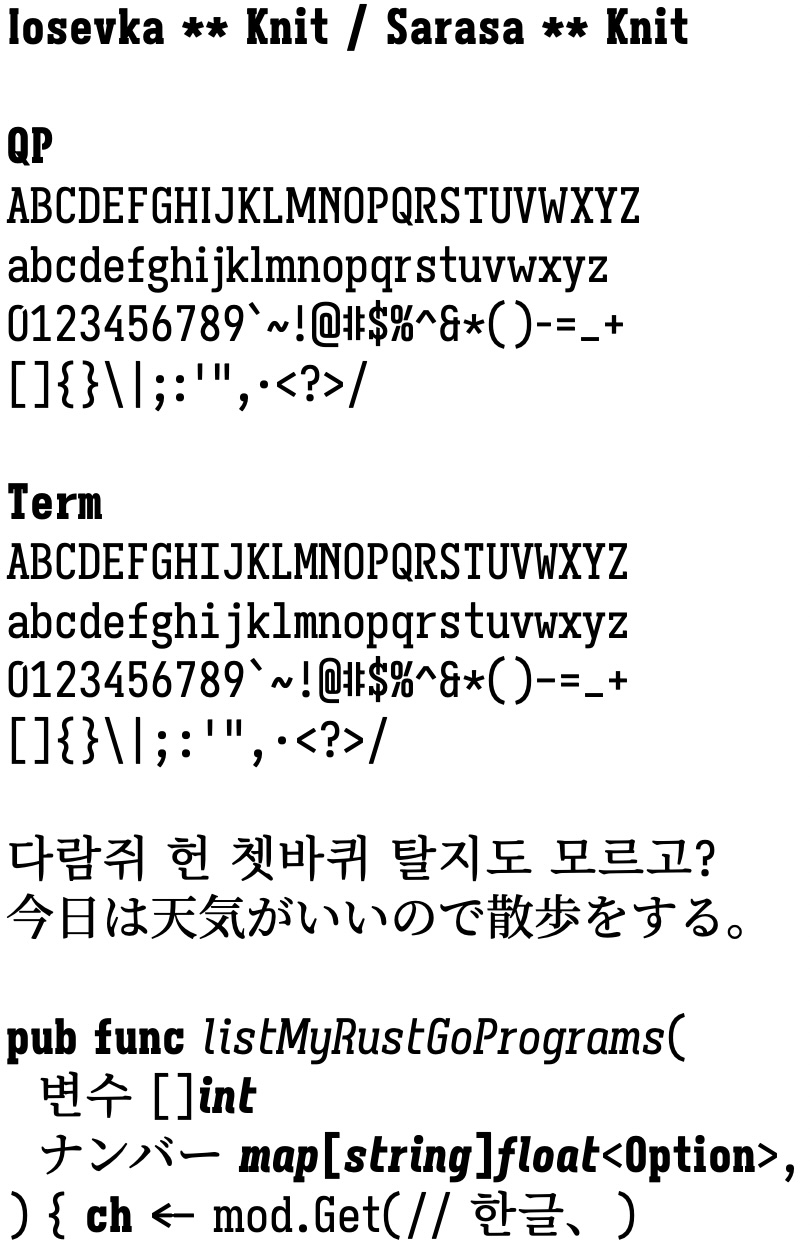 Iosevka ** Knit / Sarasa ** Knit
QP
ABCDEFGHIJKLMNOPQRSTUVWXYZ
abcdefghijklmnopqrstuvwxyz
0123456789`~!@#$%^&*()-=_+
[]{}\|;:'",.<?>/
Term
ABCDEFGHIJKLMNOPQRSTUVWXYZ
abcdefghijklmnopqrstuvwxyz
0123456789`~!@#$%^&*()-=_+
[]{}\|;:'",·<?>/
다람쥐 헌 쳇바퀴 탈지도 모르고?
今日は天気がいいので散歩をする。
pub func listMyRustGoPrograms(
변수 []int
ナンバー map[string]float<Option>,
) { ch <- mod.Get(// 한글、)